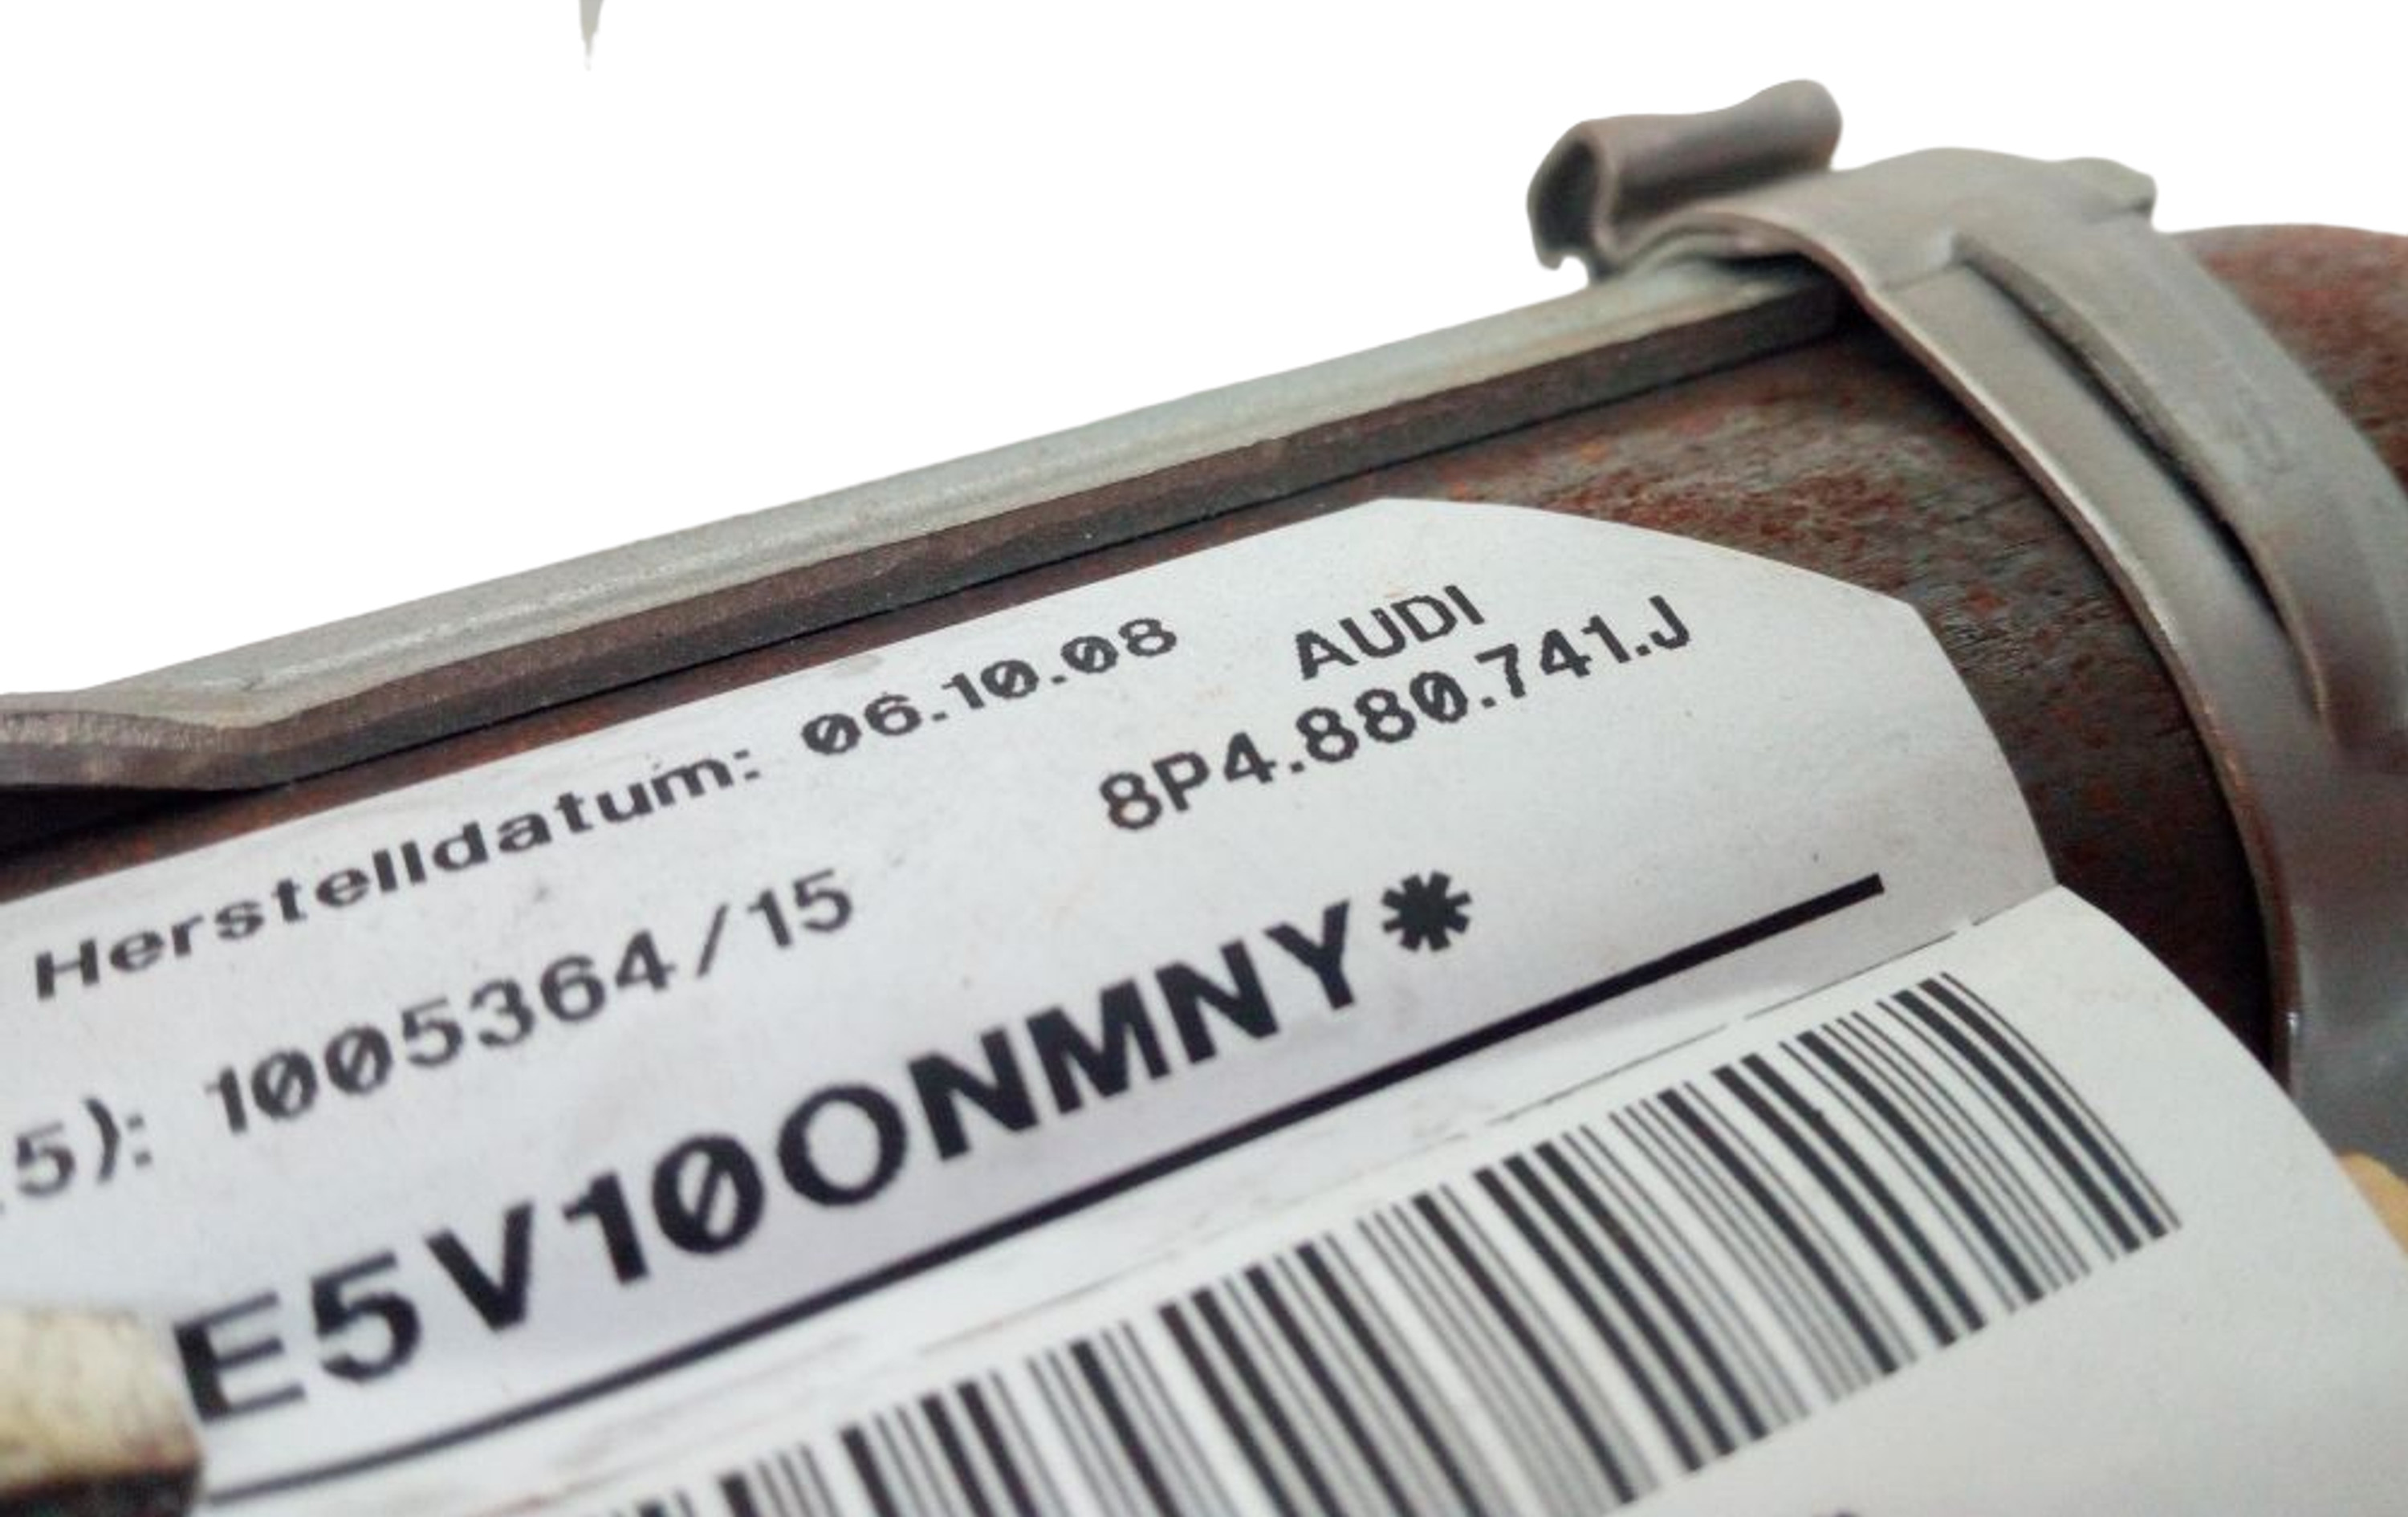 Herstelldatum: 06.10.08
AUDI
8P4.880.741.J
5): 1005364/15
E5V10ONMNY*